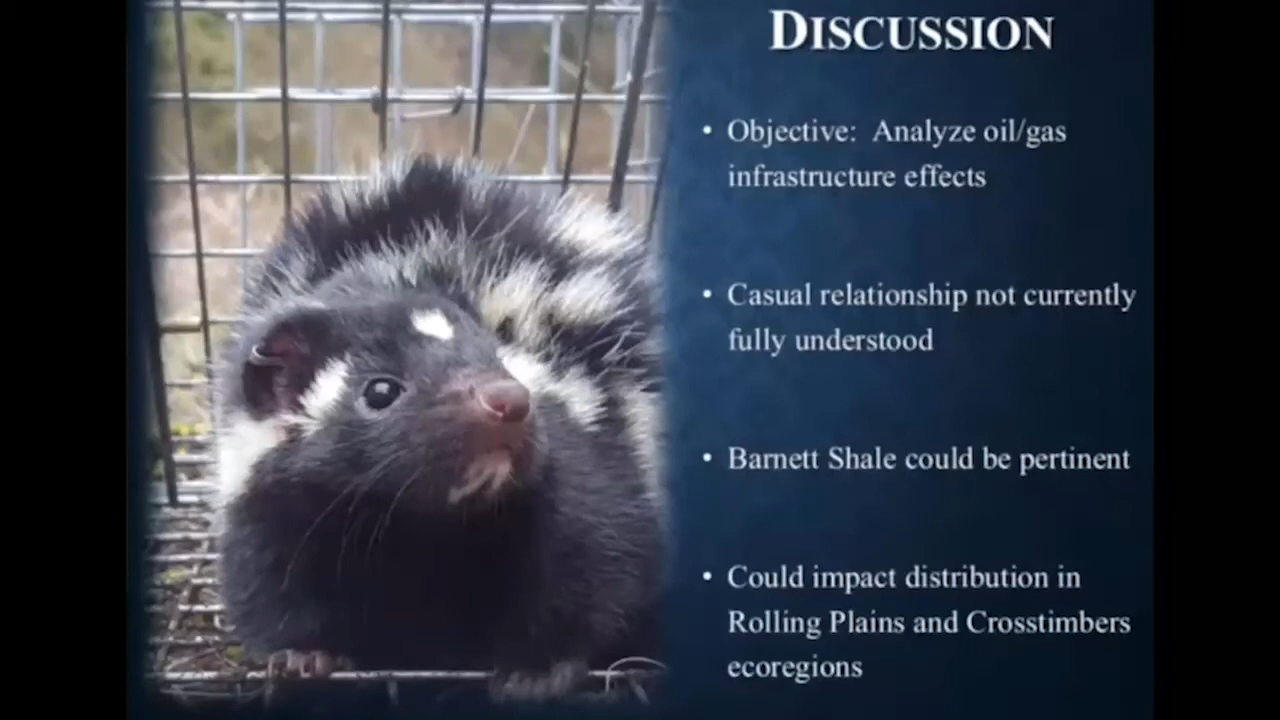 DISCUSSION
• Objective: Analyze oil/gas
infrastructure effects
• Casual relationship not currently
fully understood
• Barnett Shale could be pertinent
• Could impact distribution in
Rolling Plains and Crosstimbers
ecoregions